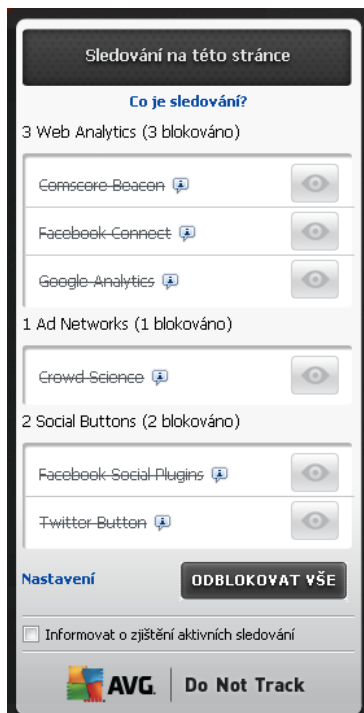 Sledování na této stránce
Co je sledování?
3 Web Analytics (3 blokováno)
Comscore Beacon
Facebook Connect
Google Analytics
1 Ad Networks (1 blokováno)
Crowd Science
2 Social Buttons (2 blokováno)
Facebook Social Plugins
Twitter Button
Nastavení
ODBLOKOVAT VŠE
Informovat o zjištění aktivních sledování
AVG. Do Not Track